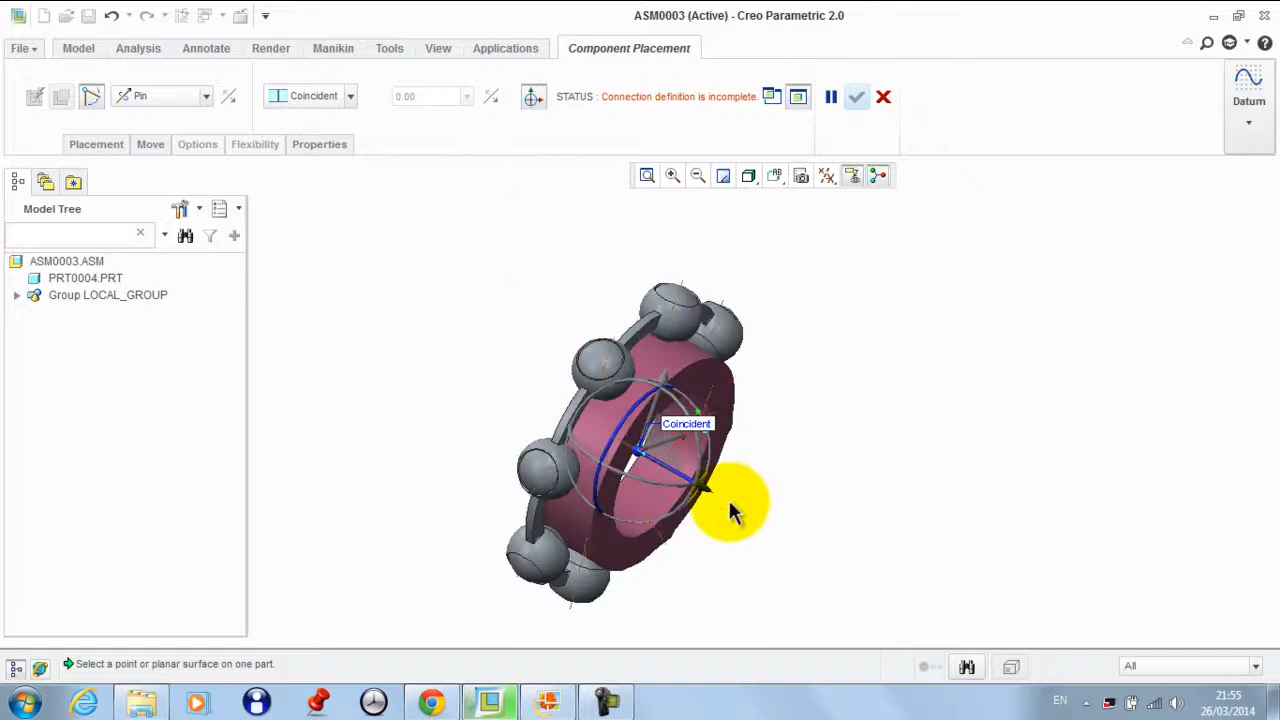 ASM0003 (Active) - Creo Parametric 2.0
File Model Analysis Annotate Render Manikin Tools View Applications Component Placement
Pin Coincident 0.00 STATUS : Connection definition is incomplete.
Datum
Placement Move Options Flexibility Properties
Model Tree
ASM0003.ASM
PRT0004.PRT
Group LOCAL_GROUP
Coincident
Select a point or planar surface on one part.
All
EN
21:55
26/03/2014